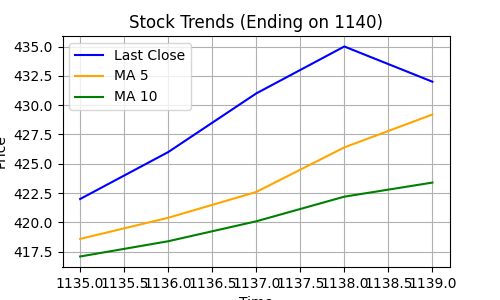 Stock Trends (Ending on 1140)
Last Close
MA 5
MA 10
435.0
432.5
430.0
427.5
425.0
422.5
420.0
417.5
Price
1135.0 1135.5 1136.0 1136.5 1137.0 1137.5 1138.0 1138.5 1139.0
Time